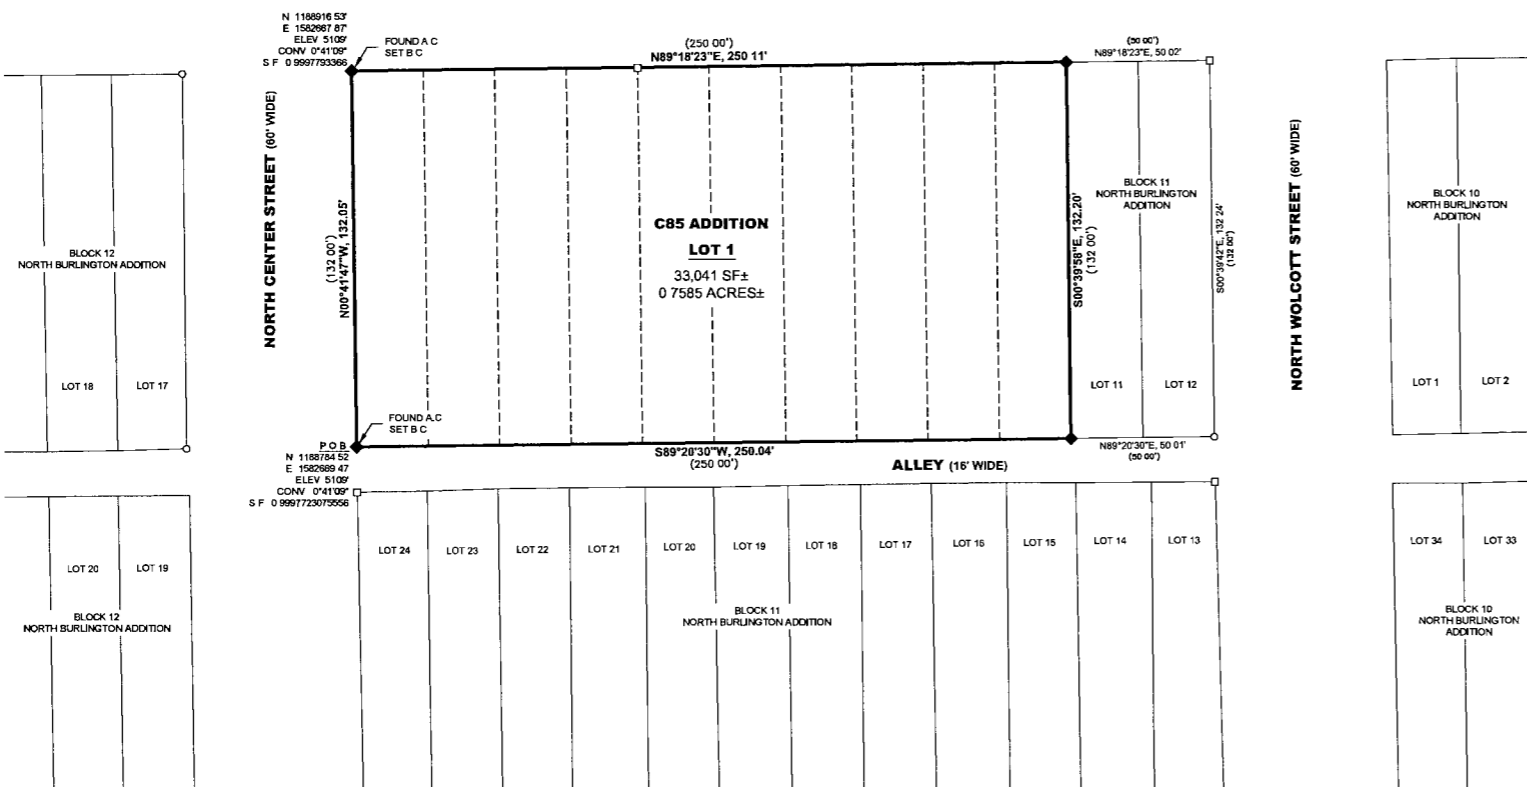 N 1188916 53'
E 1582667 87'
ELEV 5109'
CONV 0°41'09"
S F 0 9997793366
FOUND A C
SET B C
(250 00')
N89°18'23"E, 250 11'
(50 00')
N89°18'23"E, 50 02'
NORTH CENTER STREET (60' WIDE)
(132 00')
N00°41'47"W, 132.05'
C85 ADDITION
LOT 1
33,041 SF±
0 7585 ACRES±
S00°39'58"E, 132.20'
(132 00')
BLOCK 11
NORTH BURLINGTON
ADDITION
S00°39'42"E, 132 24'
(132 00')
NORTH WOLCOTT STREET (60' WIDE)
BLOCK 10
NORTH BURLINGTON
ADDITION
BLOCK 12
NORTH BURLINGTON ADDITION
LOT 18
LOT 17
LOT 11
LOT 12
LOT 1
LOT 2
FOUND A.C
SET B C
P O B
N 1188784 52
E 1582689 47
ELEV 5109'
CONV 0°41'09"
S F 0 9997723075556
S89°20'30"W, 250.04'
(250 00')
ALLEY (16' WIDE)
N89°20'30"E, 50 01'
(50 00')
LOT 24
LOT 23
LOT 22
LOT 21
LOT 20
LOT 19
LOT 18
LOT 17
LOT 16
LOT 15
LOT 14
LOT 13
LOT 34
LOT 33
LOT 20
LOT 19
BLOCK 12
NORTH BURLINGTON ADDITION
BLOCK 11
NORTH BURLINGTON ADDITION
BLOCK 10
NORTH BURLINGTON
ADDITION